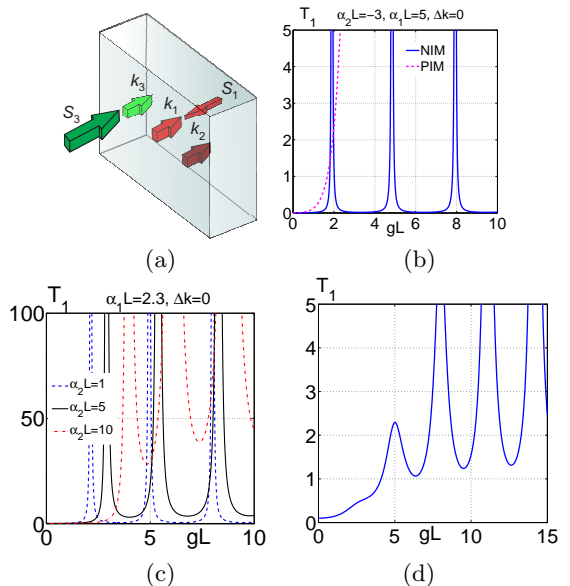 S₃
k₃
k₁
S₁
k₂
(a)
T₁ α₂L=−3, α₁L=5, Δk=0
NIM
PIM
5
4
3
2
1
0
0 2 4 6 8 10
gL
(b)
T₁ α₁L=2.3, Δk=0
100
50
0
α₂L=1
α₂L=5
α₂L=10
0 5 gL 10
(c)
T₁
5
4
3
2
1
0
0 5 gL 10 15
(d)